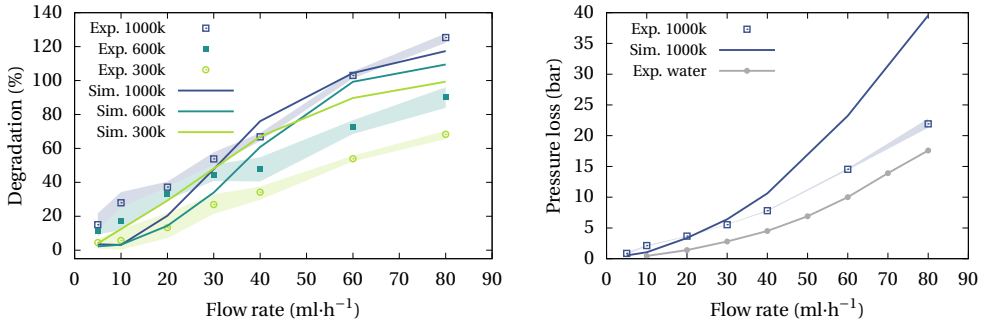 140
120
100
80
60
40
20
0
Degradation (%)
Exp. 1000k
Exp. 600k
Exp. 300k
Sim. 1000k
Sim. 600k
Sim. 300k
0 10 20 30 40 50 60 70 80 90
Flow rate (ml·h⁻¹)
40
35
30
25
20
15
10
5
0
Pressure loss (bar)
Exp. 1000k
Sim. 1000k
Exp. water
0 10 20 30 40 50 60 70 80 90
Flow rate (ml·h⁻¹)